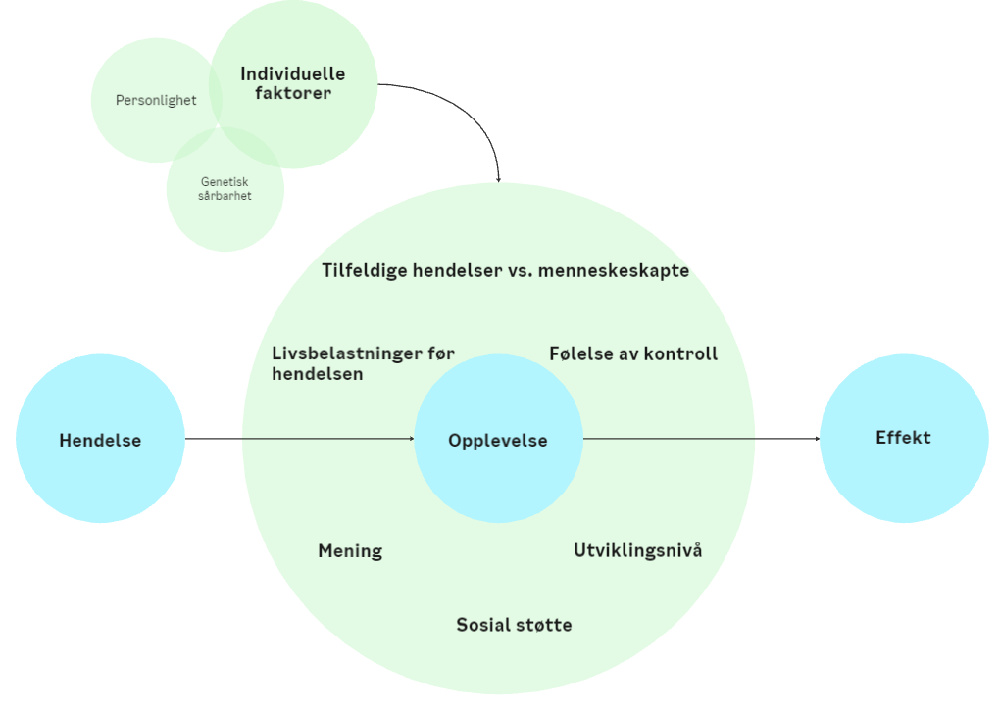 Individuelle
faktorer
Personlighet
Genetisk
sårbarhet
Tilfeldige hendelser vs. menneskeskapte
Livsbelastninger før
hendelsen
Følelse av kontroll
Hendelse
Opplevelse
Effekt
Mening
Utviklingsnivå
Sosial støtte